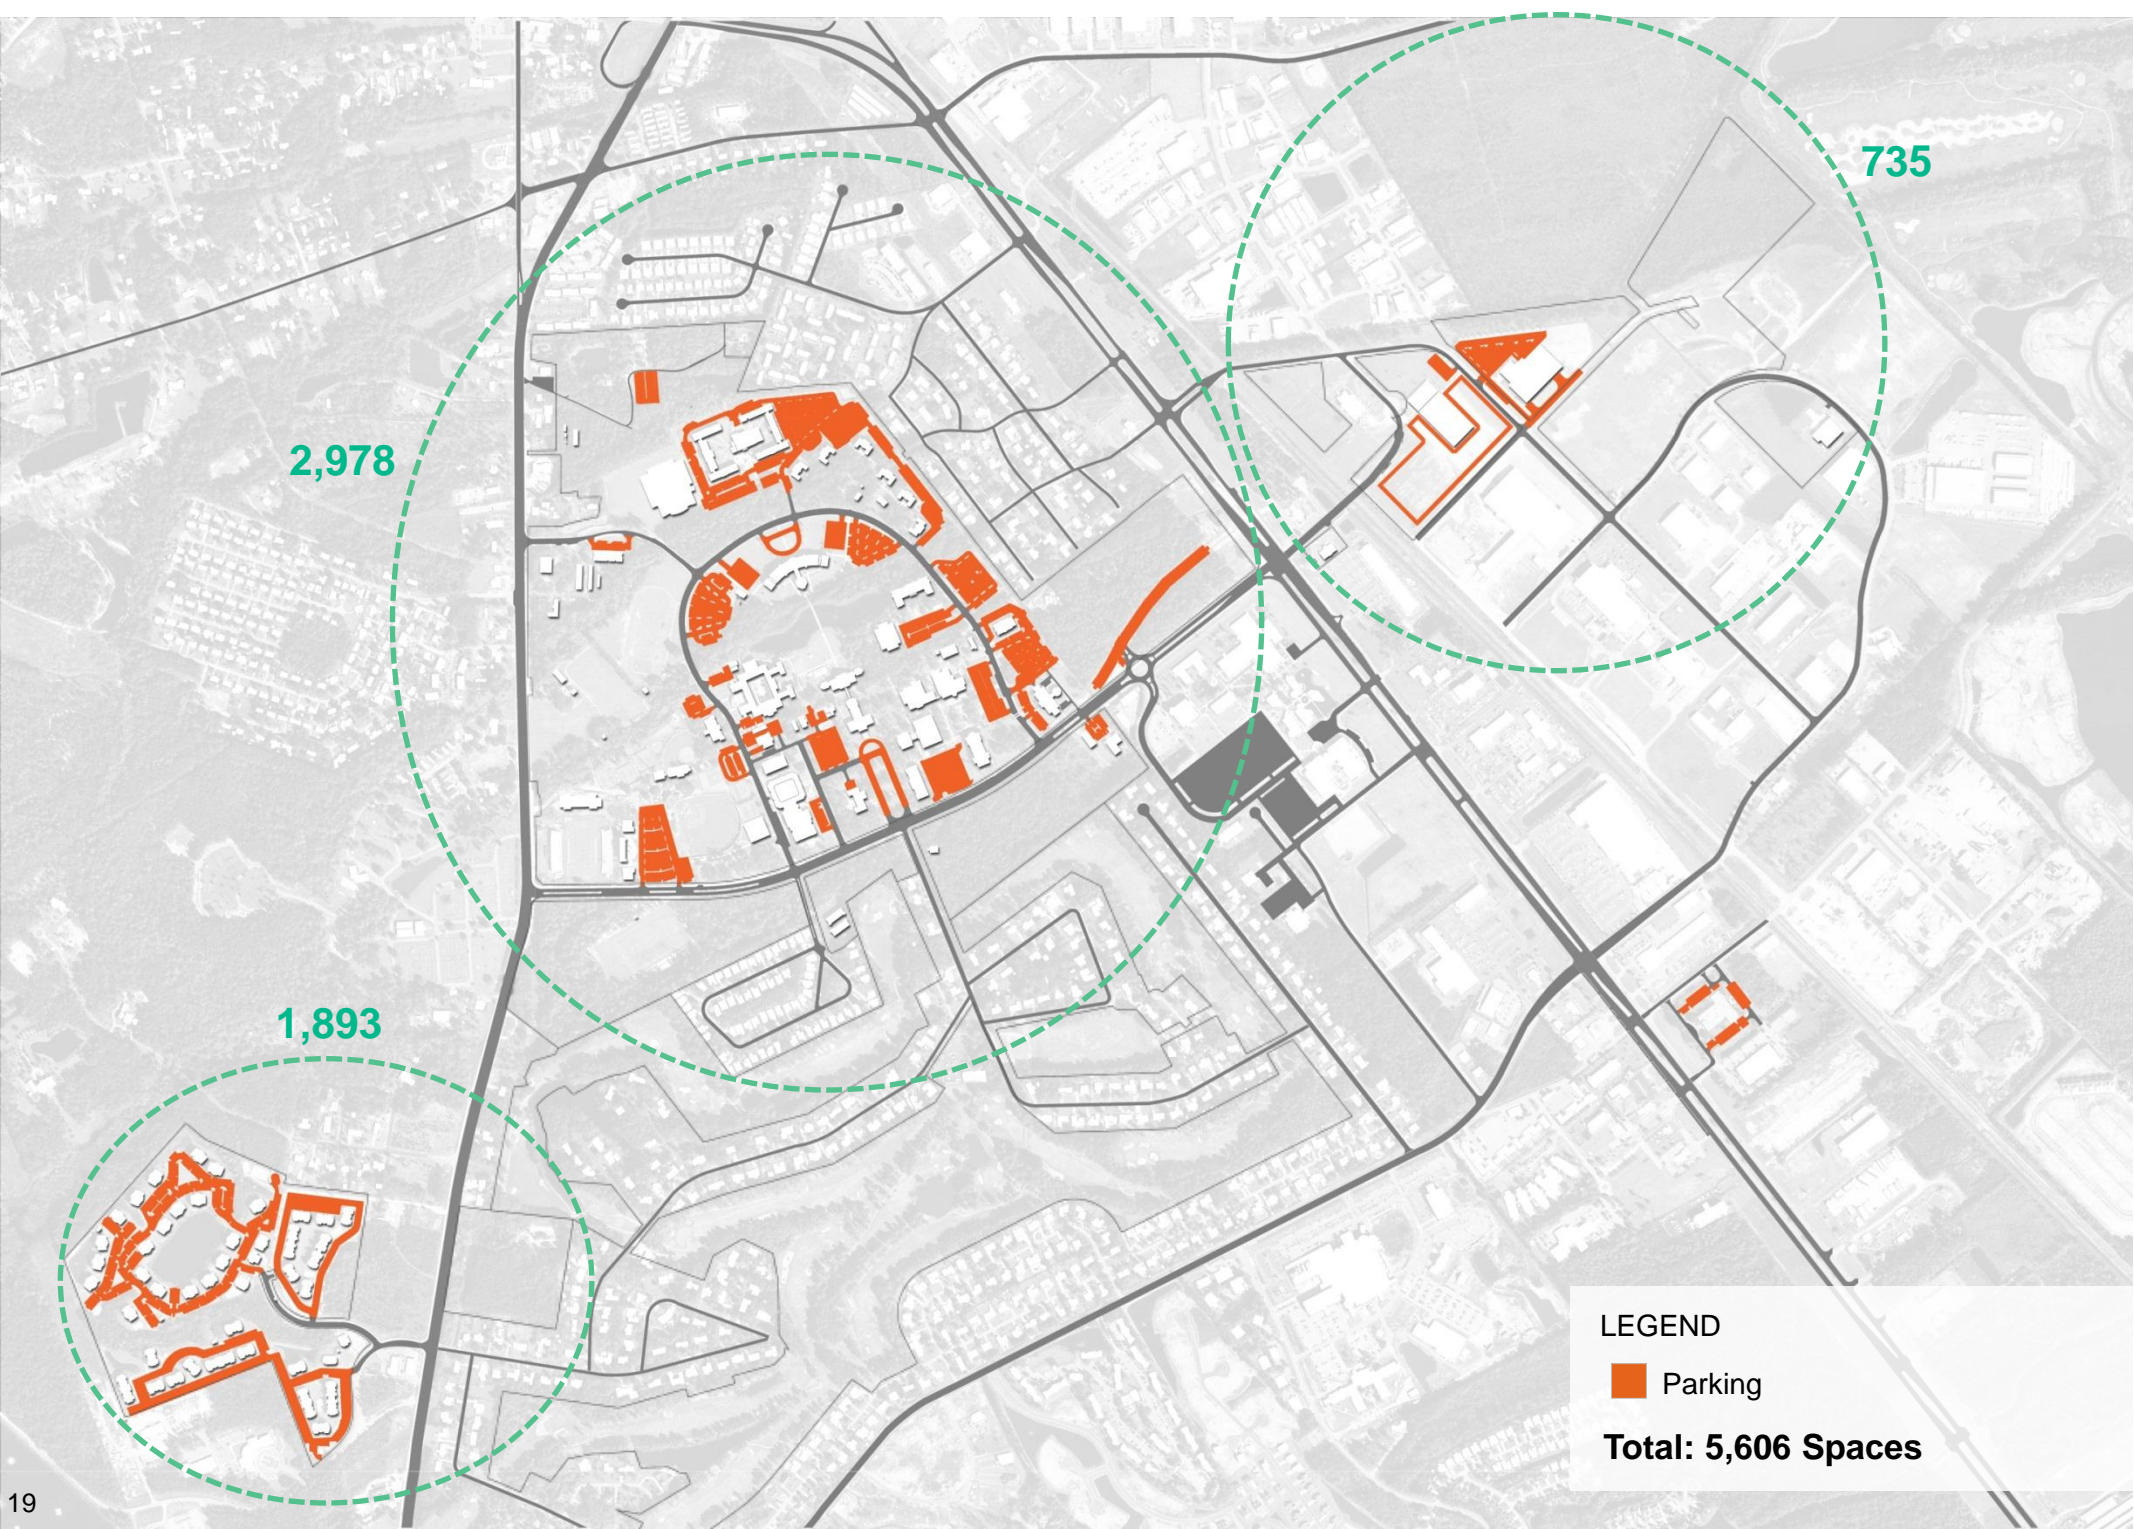 735
2,978
1,893
LEGEND
Parking
Total: 5,606 Spaces
19